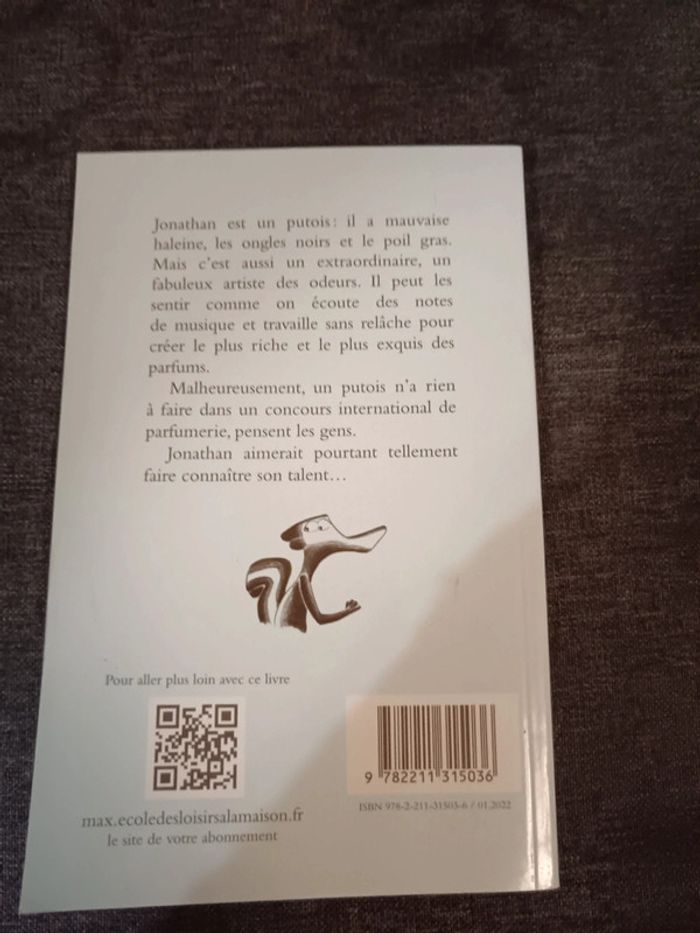 Jonathan est un putois : il a mauvaise
haleine, les ongles noirs et le poil gras.
Mais c'est aussi un extraordinaire, un
fabuleux artiste des odeurs. Il peut les
sentir comme on écoute des notes
de musique et travaille sans relâche pour
créer le plus riche et le plus exquis des
parfums.
Malheureusement, un putois n'a rien
à faire dans un concours international de
parfumerie, pensent les gens.
Jonathan aimerait pourtant tellement
faire connaître son talent…
Pour aller plus loin avec ce livre
max.ecoledesloisirsalamaison.fr
le site de votre abonnement
9 782211 315036
ISBN 978-2-211-31503-6 / 01.2022